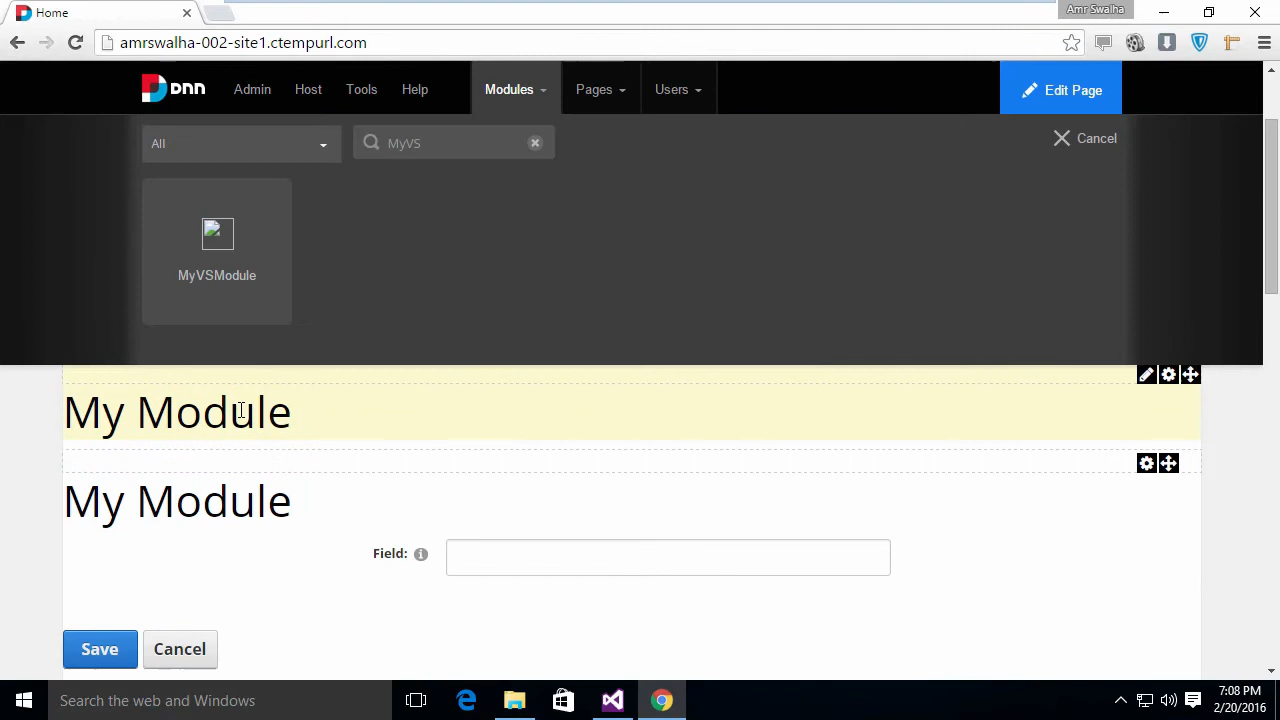 Home
Amr Swalha
amrswalha-002-site1.ctempurl.com
DNN Admin Host Tools Help Modules Pages Users Edit Page
All MyVS Cancel
MyVSModule
My Module
My Module
Field:
Save Cancel
Search the web and Windows
7:08 PM
2/20/2016